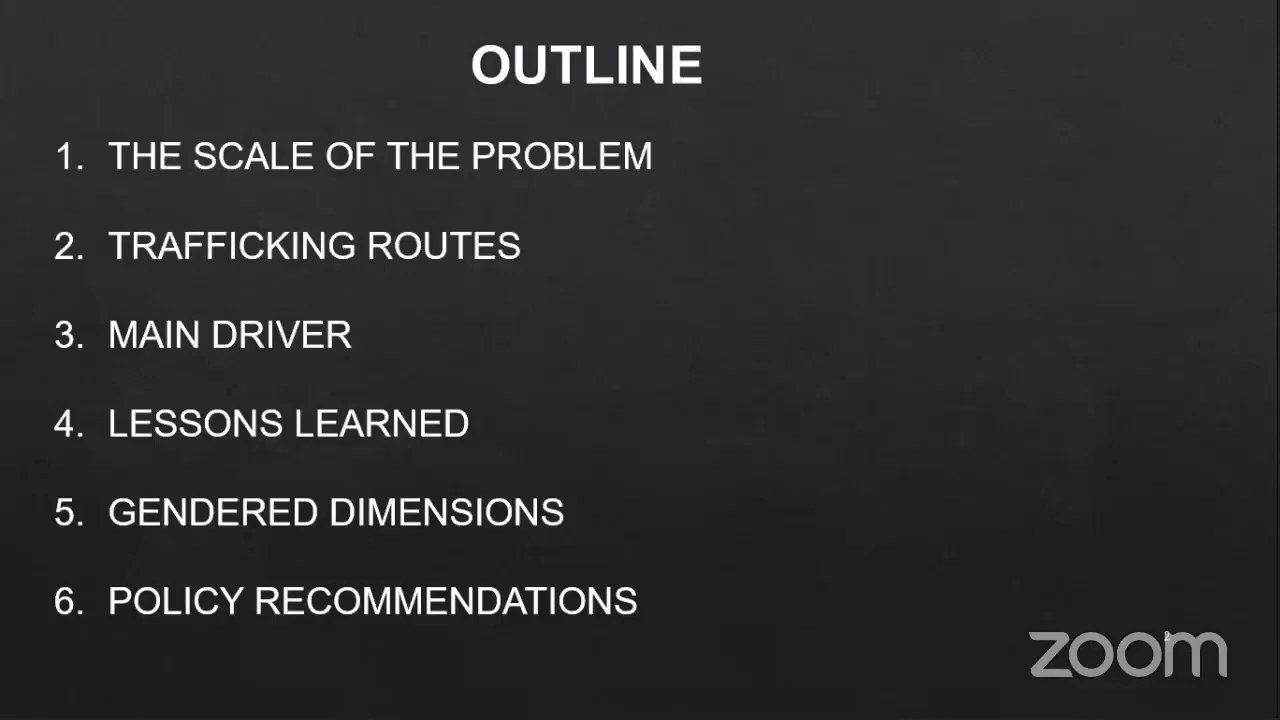 OUTLINE
1. THE SCALE OF THE PROBLEM
2. TRAFFICKING ROUTES
3. MAIN DRIVER
4. LESSONS LEARNED
5. GENDERED DIMENSIONS
6. POLICY RECOMMENDATIONS
2
zoom